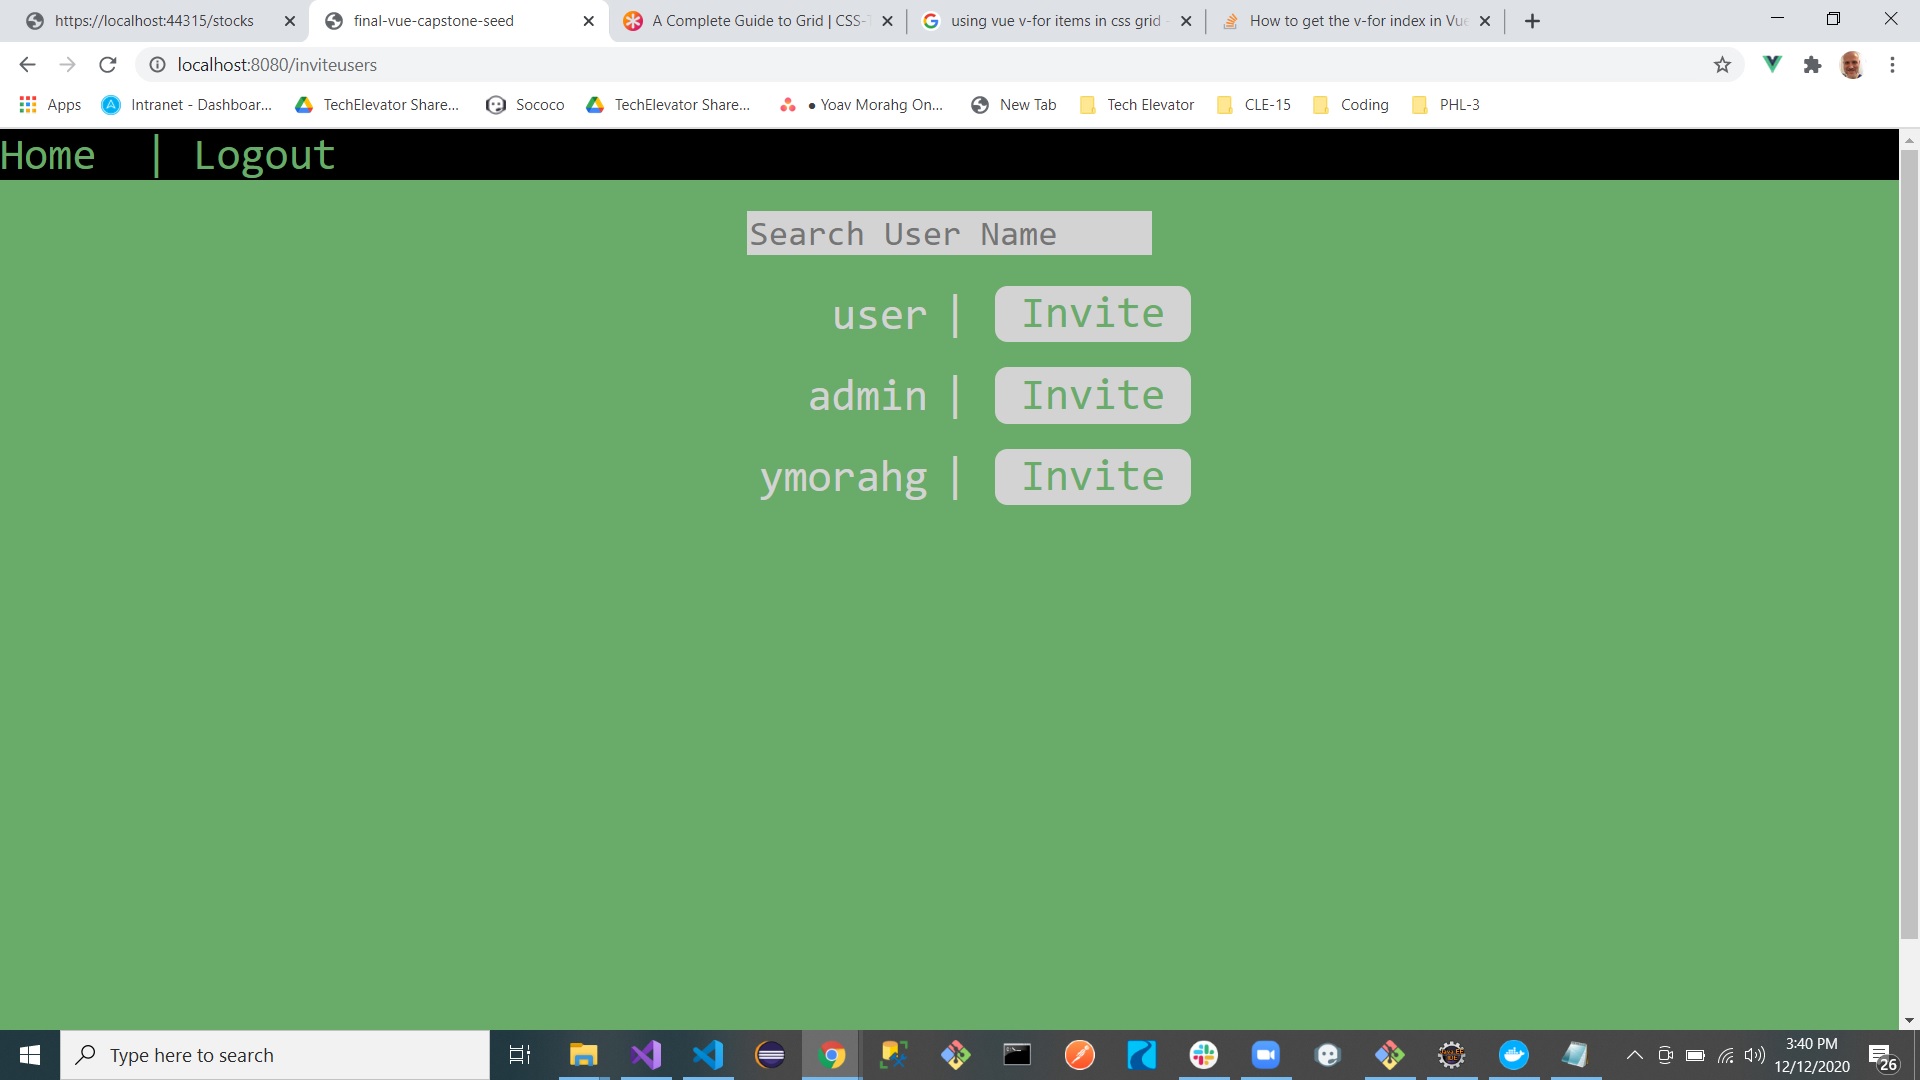 https://localhost:44315/stocks
final-vue-capstone-seed
A Complete Guide to Grid | CSS-T
using vue v-for items in css grid -
How to get the v-for index in Vue
localhost:8080/inviteusers
Apps
Intranet - Dashboar...
TechElevator Share...
Sococo
TechElevator Share...
● Yoav Morahg On...
New Tab
Tech Elevator
CLE-15
Coding
PHL-3
Home | Logout
Search User Name
user | Invite
admin | Invite
ymorahg | Invite
Type here to search
3:40 PM
12/12/2020
26